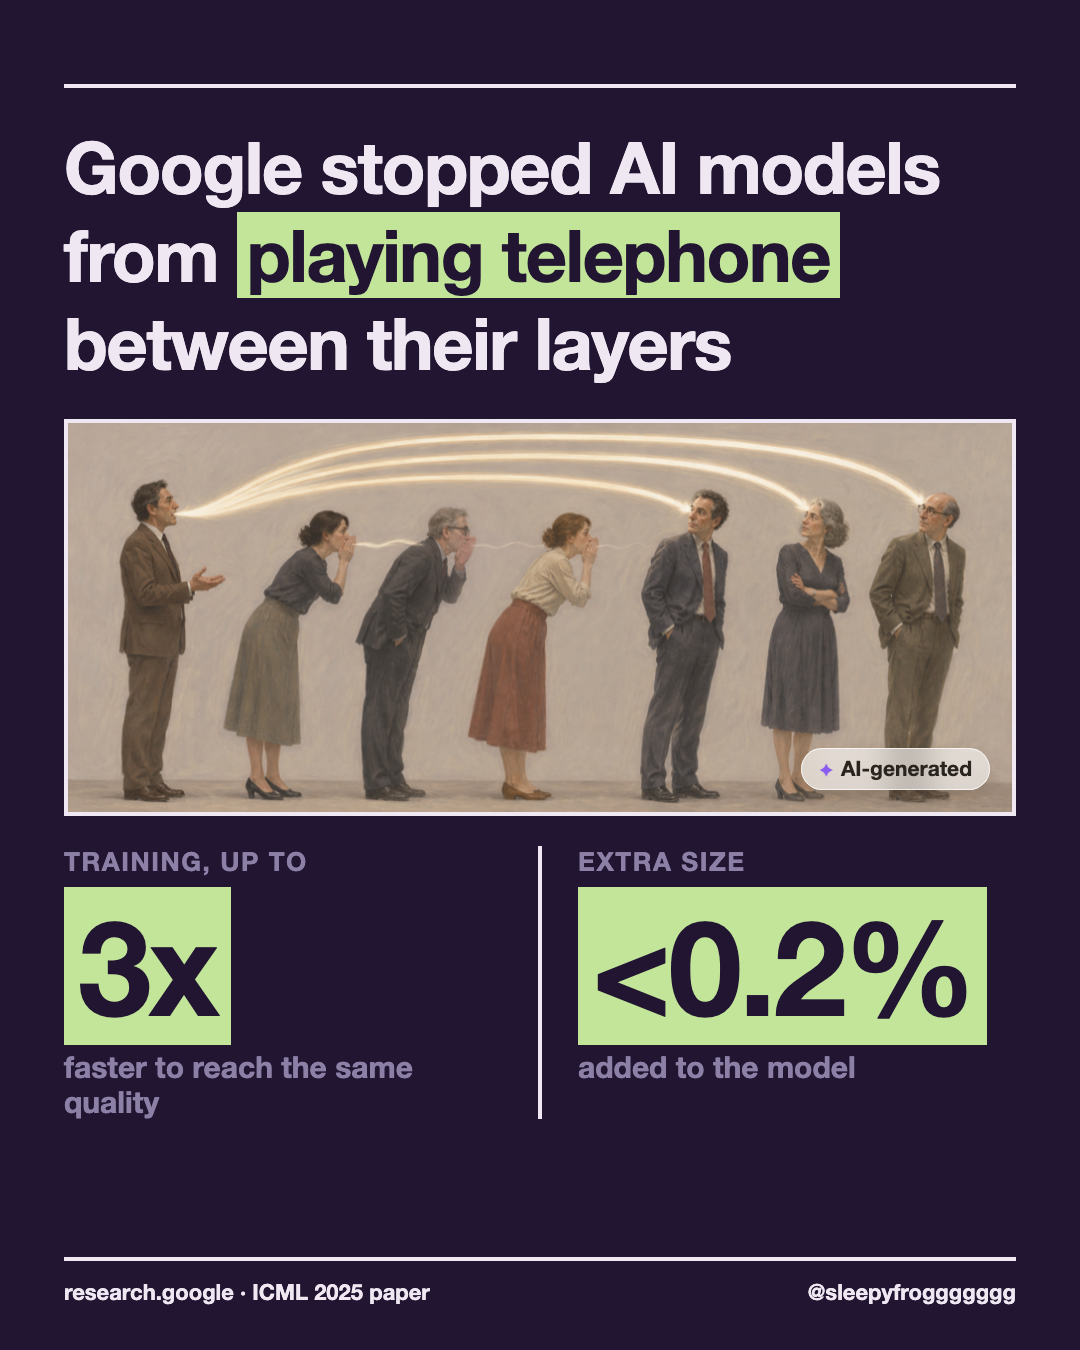 Google stopped AI models
from playing telephone
between their layers
AI-generated
TRAINING, UP TO
3x
faster to reach the same
quality
EXTRA SIZE
<0.2%
added to the model
research.google · ICML 2025 paper
@sleepyfroggggggg